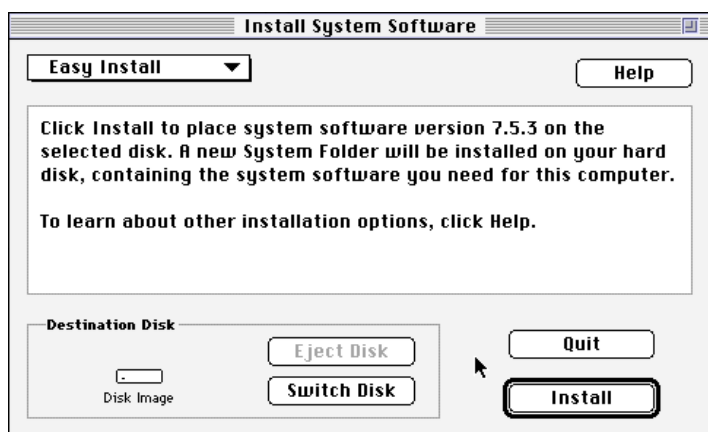 Install System Software
Easy Install
Help
Click Install to place system software version 7.5.3 on the
selected disk. A new System Folder will be installed on your hard
disk, containing the system software you need for this computer.
To learn about other installation options, click Help.
Destination Disk
Eject Disk
Quit
Disk Image
Switch Disk
Install